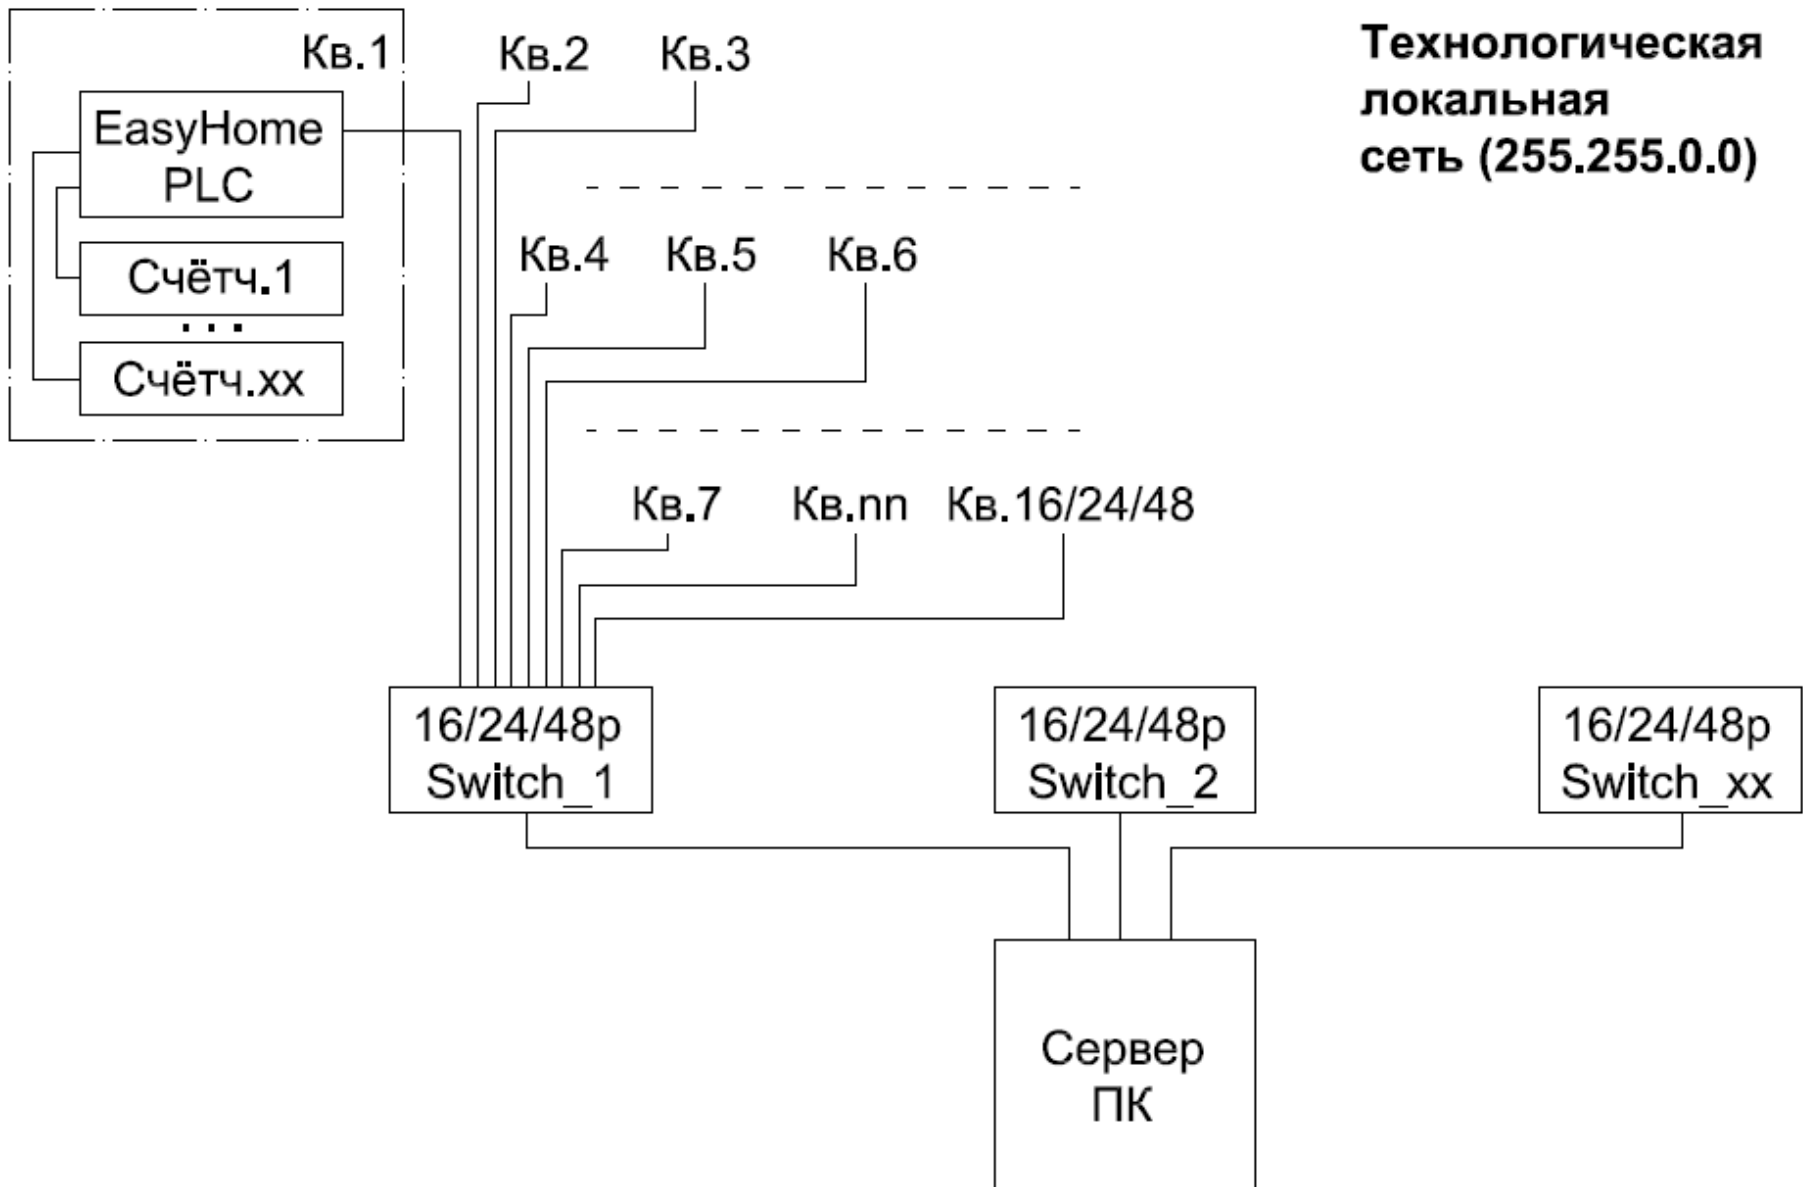 Кв.1
Кв.2
Кв.3
Технологическая
локальная
сеть (255.255.0.0)
EasyHome
PLC
Счётч.1
...
Счётч.xx
Кв.4
Кв.5
Кв.6
Кв.7
Кв.nn
Кв.16/24/48
16/24/48p
Switch_1
16/24/48p
Switch_2
16/24/48p
Switch_xx
Сервер
ПК